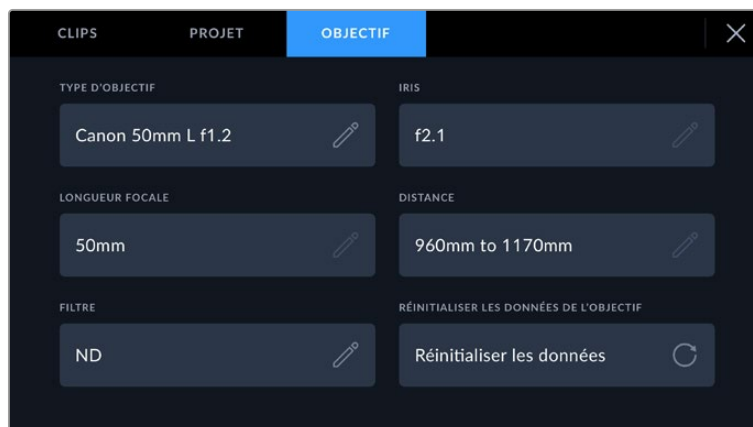 CLIPS PROJET OBJECTIF
TYPE D'OBJECTIF IRIS
Canon 50mm L f1.2 f2.1
LONGUEUR FOCALE DISTANCE
50mm 960mm to 1170mm
FILTRE RÉINITIALISER LES DONNÉES DE L'OBJECTIF
ND Réinitialiser les données